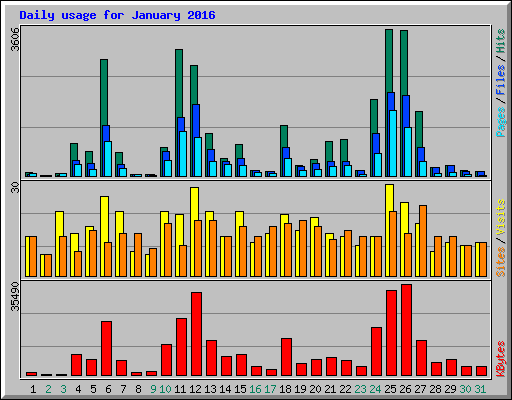 Daily usage for January 2016
3606
Pages / Files / Hits
30
Sites / Visits
35490
KBytes
1 2 3 4 5 6 7 8 9 10 11 12 13 14 15 16 17 18 19 20 21 22 23 24 25 26 27 28 29 30 31